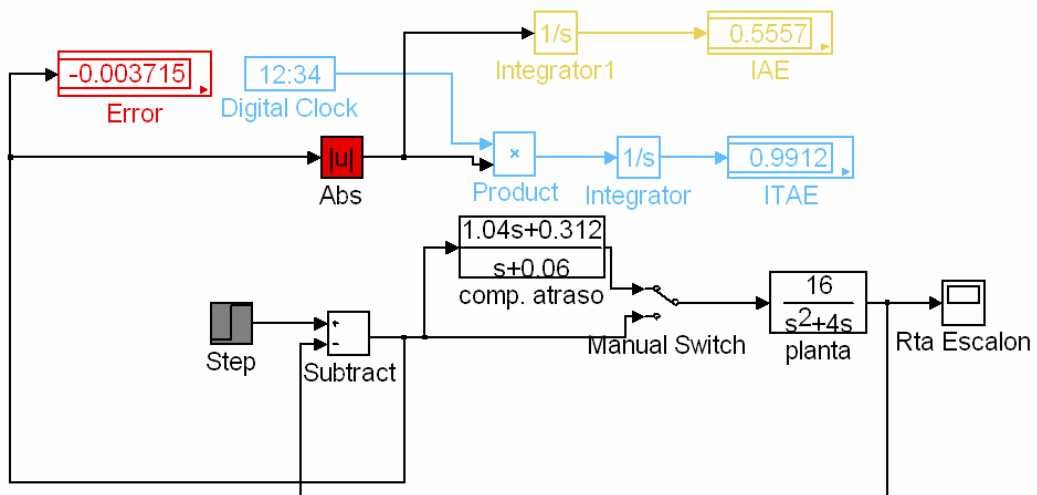 1/s
0.5557
Integrator1
IAE
-0.003715
12:34
Error
Digital Clock
|u|
×
1/s
0.9912
Abs
Product
Integrator
ITAE
1.04s+0.312
s+0.06
comp. atraso
16
s2+4s
+
-
Step
Subtract
Manual Switch
planta
Rta Escalon